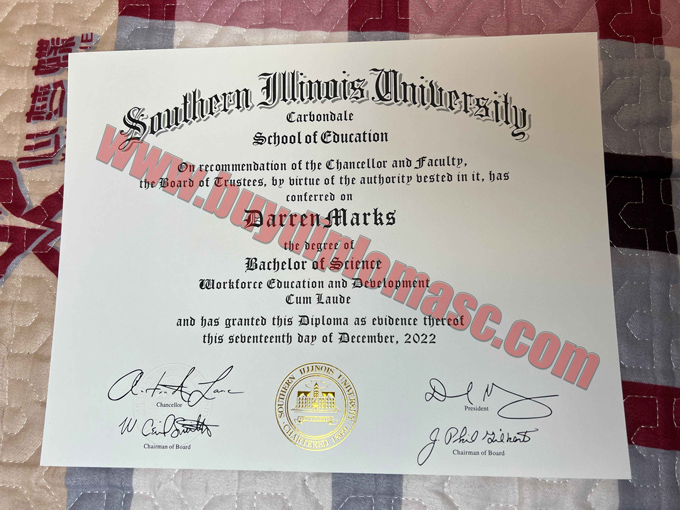 Southern Illinois University
Carbondale
School of Education
On recommendation of the Chancellor and Faculty,
the Board of Trustees, by virtue of the authority vested in it, has
conferred on
Darren Marks
the degree of
Bachelor of Science
Workforce Education and Development
Cum Laude
and has granted this Diploma as evidence thereof
this seventeenth day of December, 2022
Chancellor
President
Chairman of Board
Chairman of Board
SOUTHERN ILLINOIS UNIVERSITY
www.buydiplomasc.com